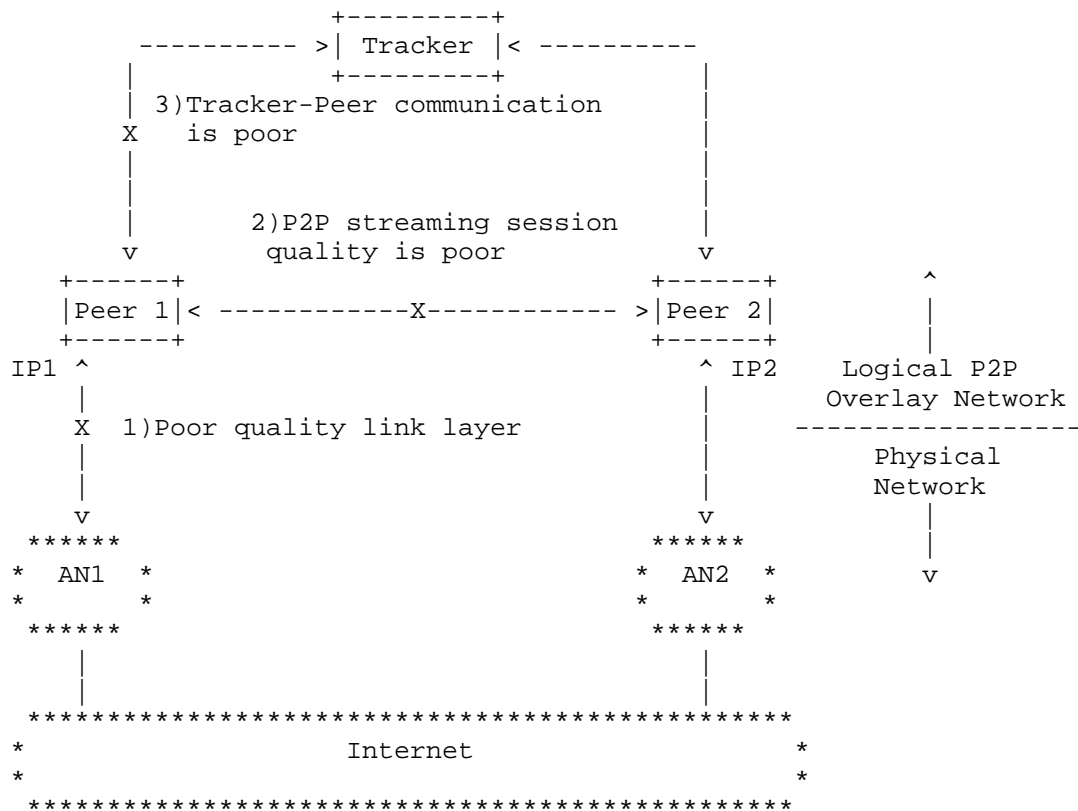 Tracker
3)Tracker-Peer communication
X is poor
2)P2P streaming session
v quality is poor v
Peer 1 < ------------X------------ > Peer 2
IP1 IP2 Logical P2P
Overlay Network
X 1)Poor quality link layer
Physical
Network
v v
AN1 AN2 v
Internet